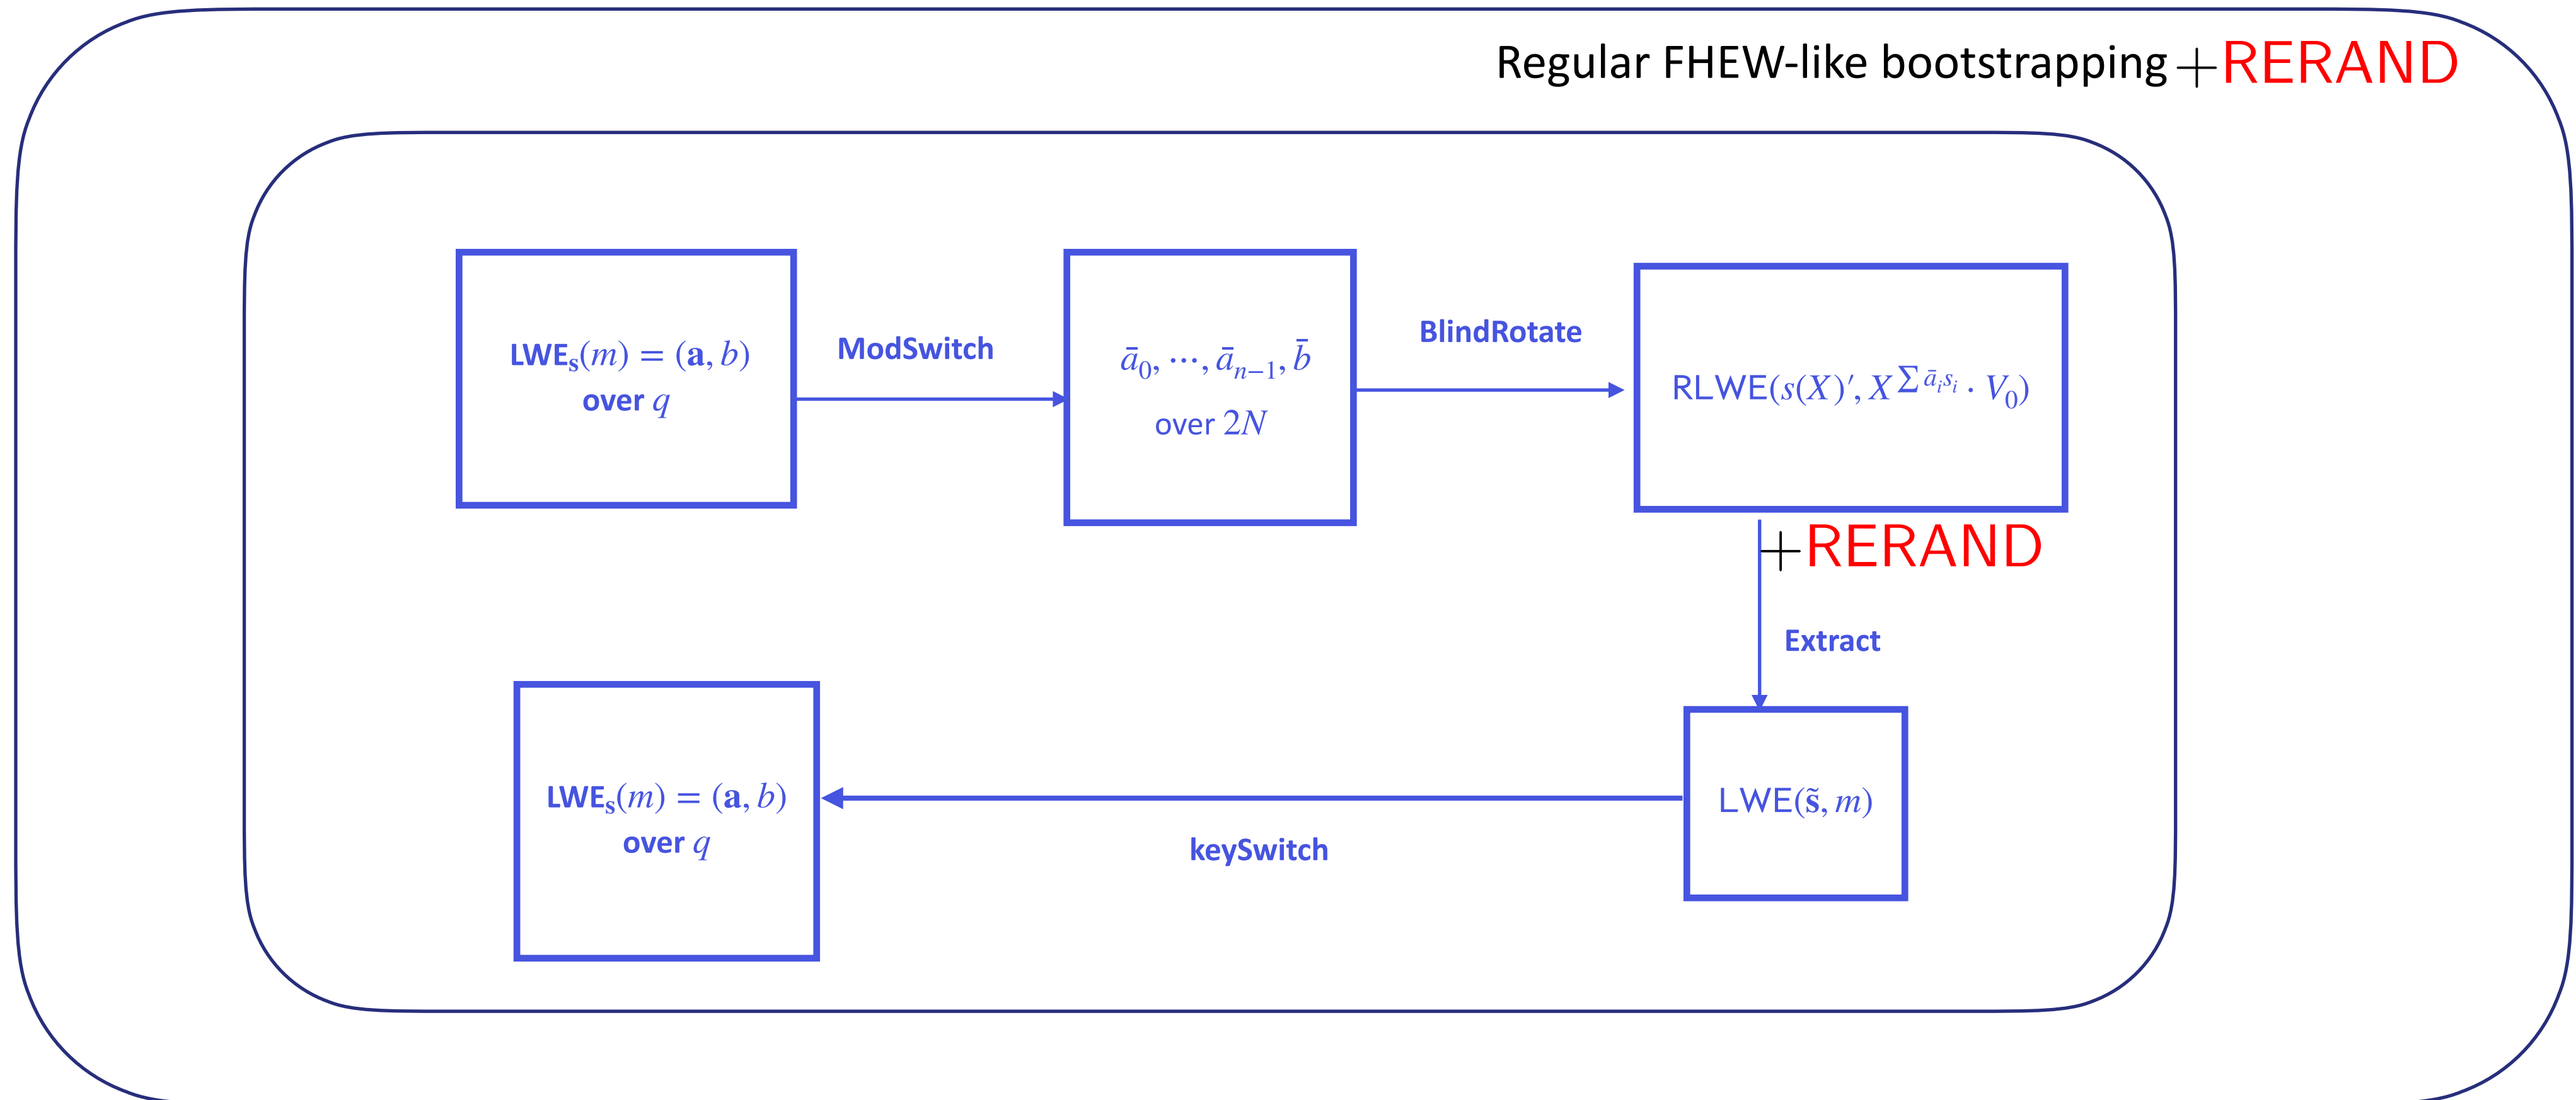 Regular FHEW-like bootstrapping +RERAND
LWE_s(m) = (a, b)
over q
ModSwitch
ā_0, ⋯, ā_{n−1}, b̄
over 2N
BlindRotate
RLWE(s(X)′, X^{∑ ā_i s_i} · V_0)
+RERAND
Extract
LWE(s̃, m)
keySwitch
LWE_s(m) = (a, b)
over q